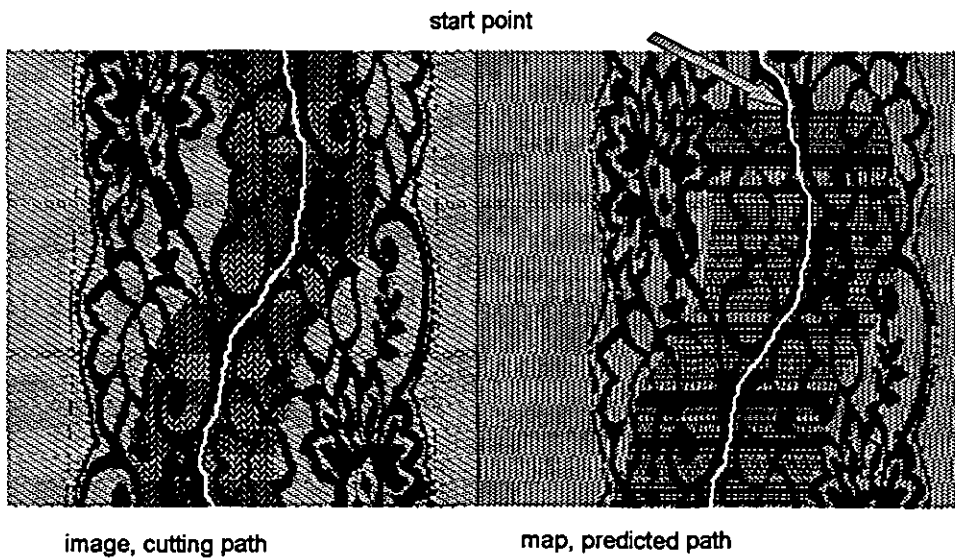 start point
image, cutting path
map, predicted path